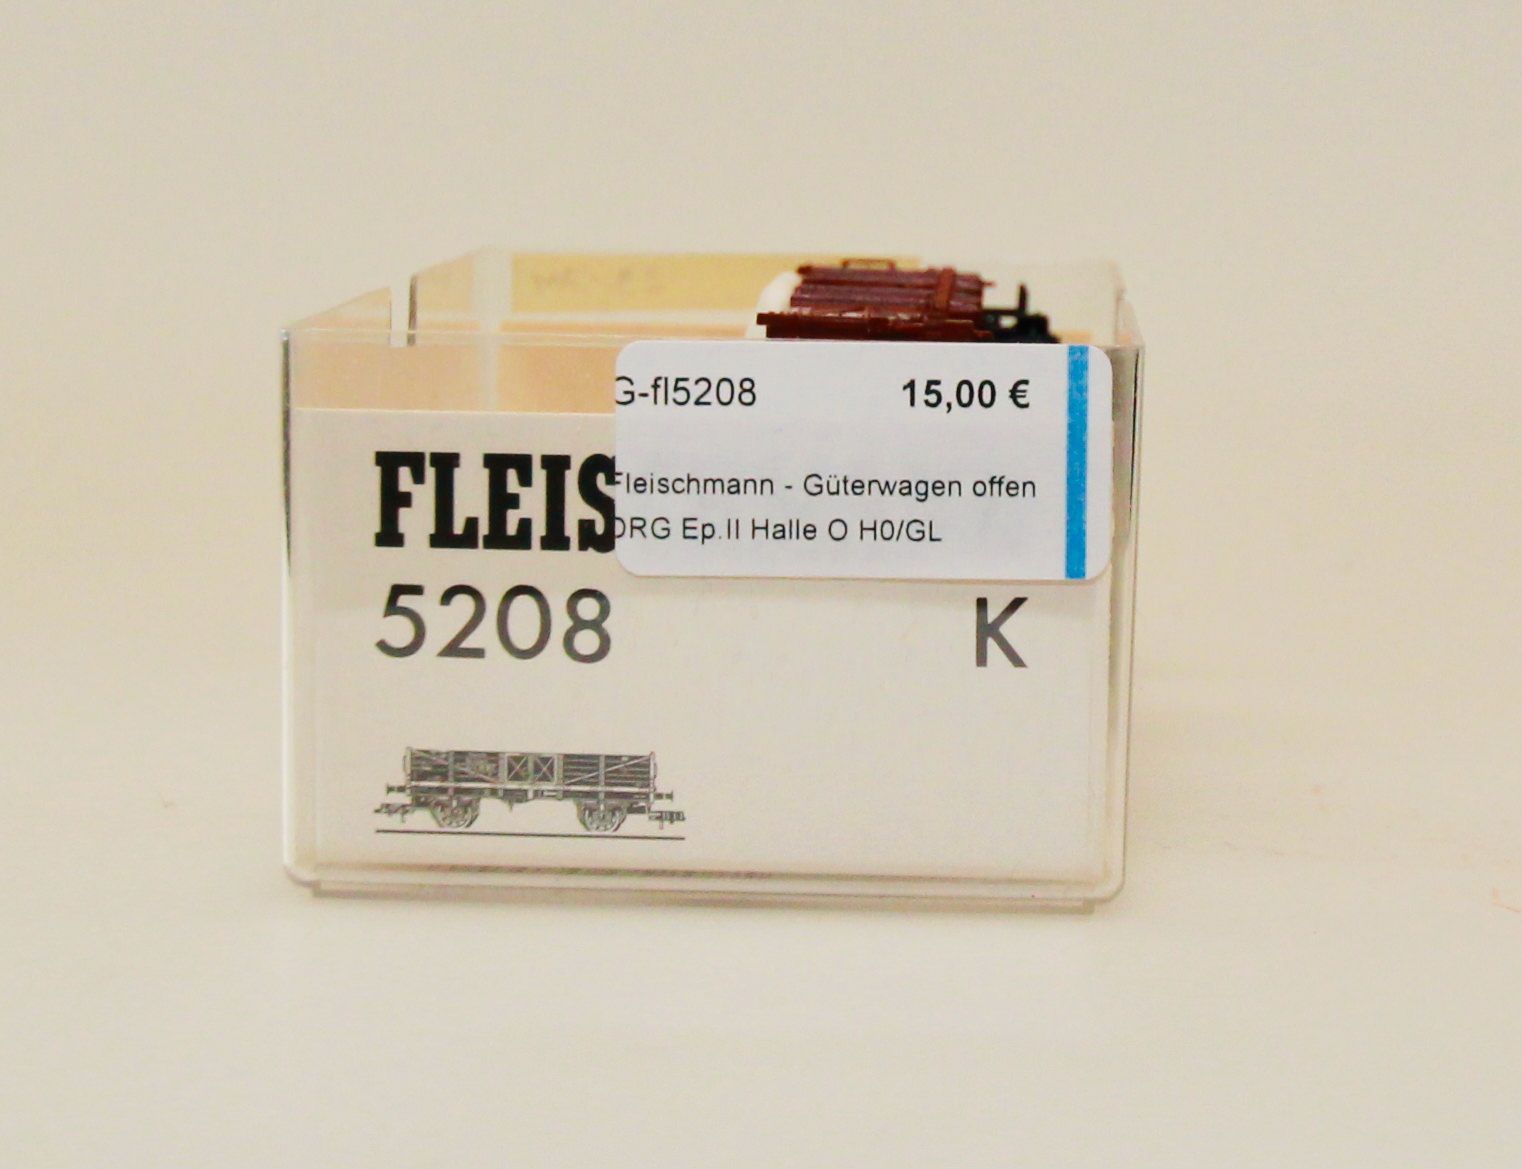 G-fl5208 15,00 €
Fleischmann - Güterwagen offen
DRG Ep.II Halle O H0/GL
FLEIS
5208 K